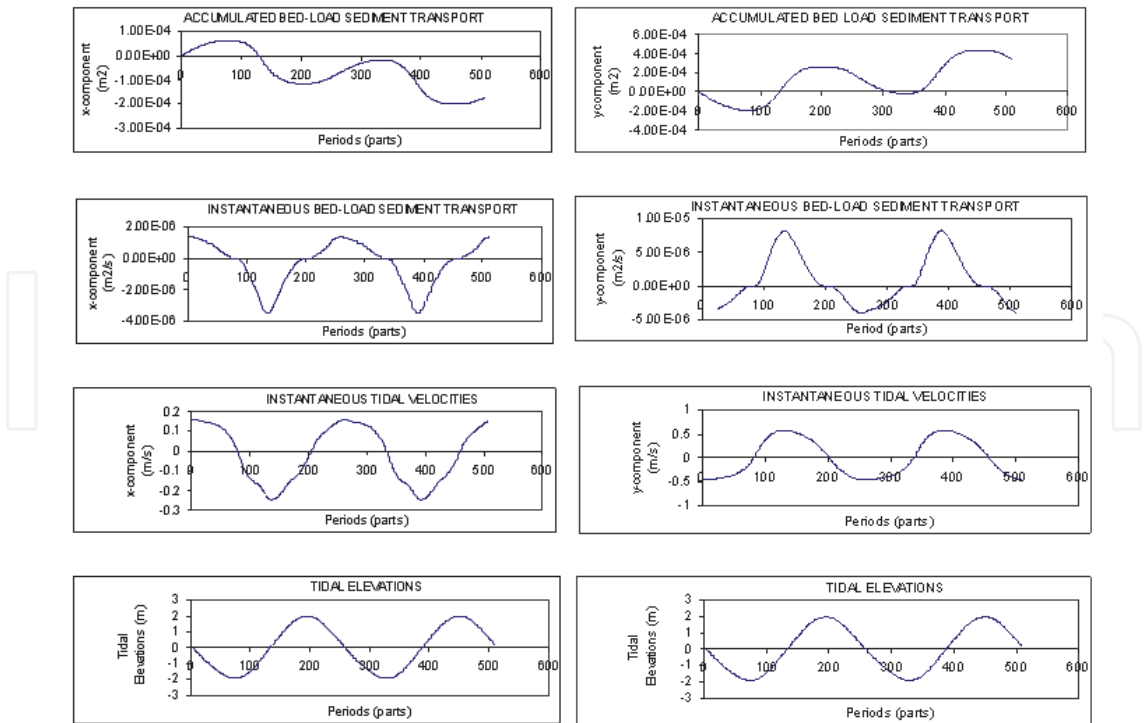 ACCUMULATED BED-LOAD SEDIMENT TRANSPORT
x-component
(m2)
1.00E-04
0.00E+00
-1.00E-04
-2.00E-04
-3.00E-04
0 100 200 300 400 500 600
Periods (parts)
ACCUMULATED BED LOAD SEDIMENT TRANSPORT
y-component
(m2)
6.00E-04
4.00E-04
2.00E-04
0.00E+00
-2.00E-04
-4.00E-04
0 100 200 300 400 500 600
Periods (parts)
INSTANTANEOUS BED-LOAD SEDIMENT TRANSPORT
x-component
(m2/s)
2.00E-06
0.00E+00
-2.00E-06
-4.00E-06
0 100 200 300 400 500 600
Periods (parts)
INSTANTANEOUS BED-LOAD SEDIMENT TRANSPORT
y-component
(m2/s)
1.00E-05
5.00E-06
0.00E+00
-5.00E-06
0 100 200 300 400 500 600
Period (parts)
INSTANTANEOUS TIDAL VELOCITIES
x-component
(m/s)
0.2
0.1
0
-0.1
-0.2
-0.3
0 100 200 300 400 500 600
Periods (parts)
INSTANTANEOUS TIDAL VELOCITIES
y-component
(m/s)
1
0.5
0
-0.5
-1
0 100 200 300 400 500 600
Periods (parts)
TIDAL ELEVATIONS
Tidal
Elevations (m)
3
2
1
0
-1
-2
-3
0 100 200 300 400 500 600
Periods (parts)
TIDAL ELEVATIONS
Tidal
Elevations (m)
3
2
1
0
-1
-2
-3
0 100 200 300 400 500 600
Periods (parts)